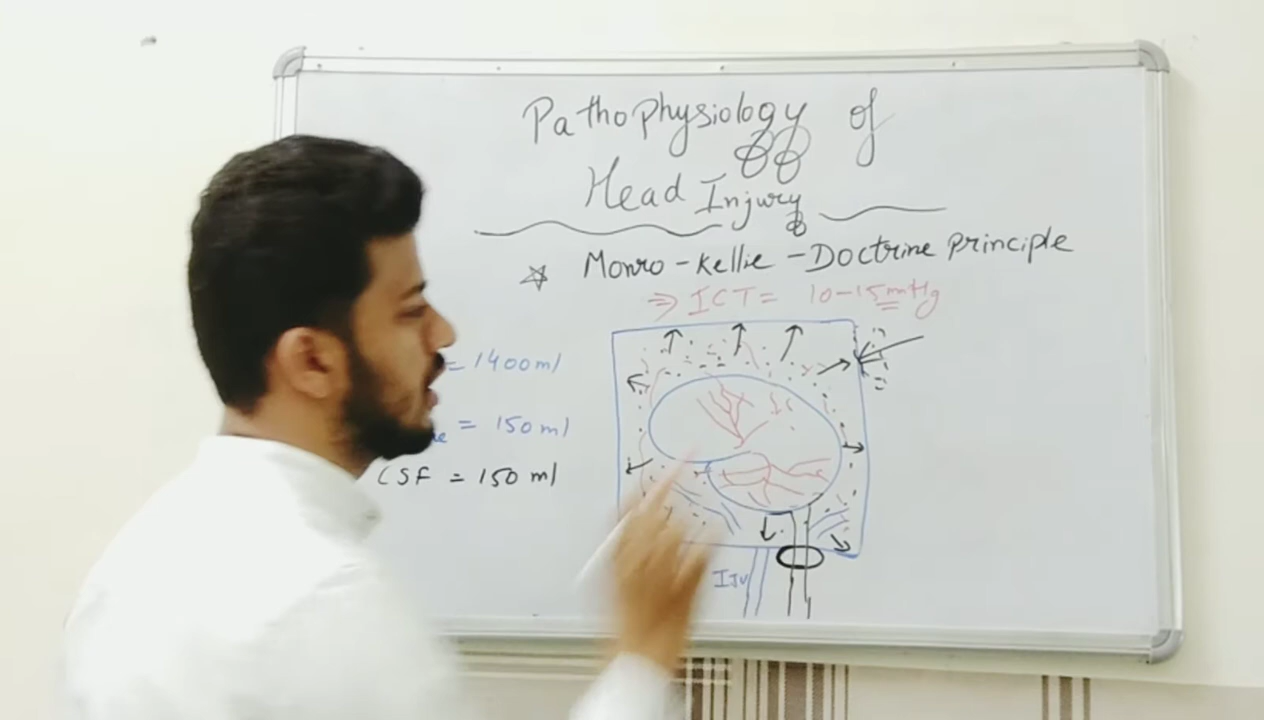 Pathophysiology of
Head Injury
Monro-Kellie-Doctrine principle
⇒ ICT = 10-15 mmHg
= 1400 ml
= 150 ml
CSF = 150 ml
IJV